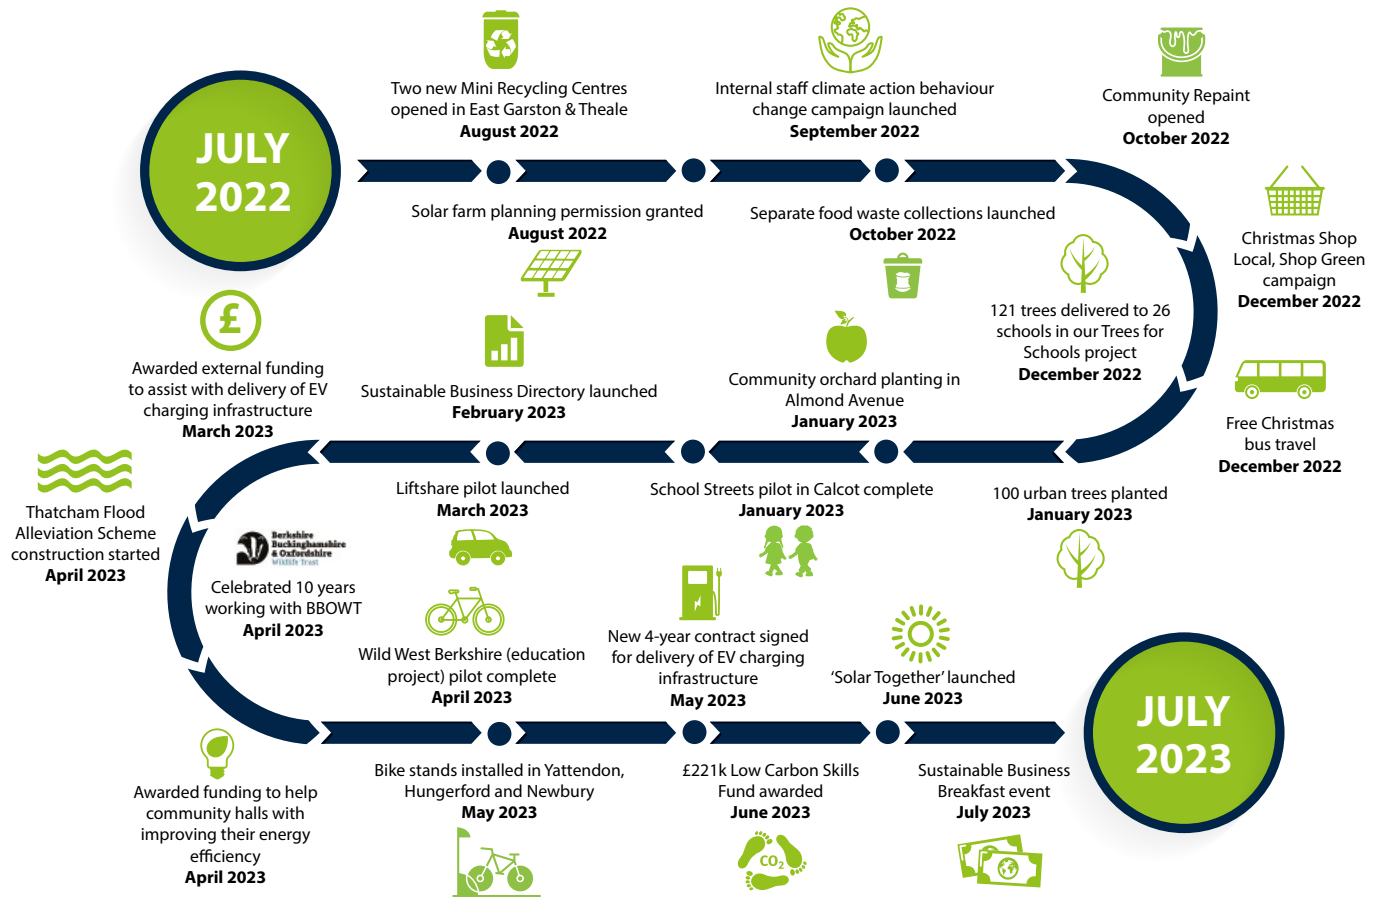 JULY
2022
Two new Mini Recycling Centres
opened in East Garston & Theale
August 2022
Internal staff climate action behaviour
change campaign launched
September 2022
Community Repaint
opened
October 2022
Solar farm planning permission granted
August 2022
Separate food waste collections launched
October 2022
Christmas Shop
Local, Shop Green
campaign
December 2022
121 trees delivered to 26
schools in our Trees for
Schools project
December 2022
Free Christmas
bus travel
December 2022
£
Awarded external funding
to assist with delivery of EV
charging infrastructure
March 2023
Sustainable Business Directory launched
February 2023
Community orchard planting in
Almond Avenue
January 2023
Thatcham Flood
Alleviation Scheme
construction started
April 2023
Liftshare pilot launched
March 2023
School Streets pilot in Calcot complete
January 2023
100 urban trees planted
January 2023
Berkshire
Buckinghamshire
& Oxfordshire
Wildlife Trust
Celebrated 10 years
working with BBOWT
April 2023
Wild West Berkshire (education
project) pilot complete
April 2023
New 4-year contract signed
for delivery of EV charging
infrastructure
May 2023
‘Solar Together’ launched
June 2023
Awarded funding to help
community halls with
improving their energy
efficiency
April 2023
Bike stands installed in Yattendon,
Hungerford and Newbury
May 2023
£221k Low Carbon Skills
Fund awarded
June 2023
CO₂
Sustainable Business
Breakfast event
July 2023
JULY
2023